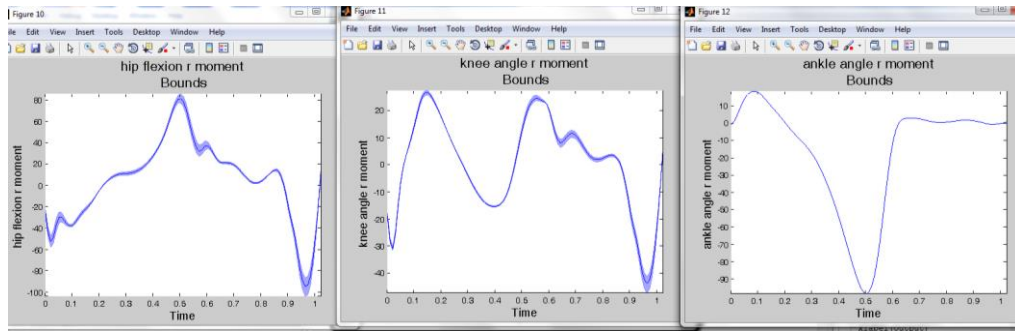 Figure 10
File Edit View Insert Tools Desktop Window Help
hip flexion r moment
Bounds
hip flexion r moment
80
60
40
20
0
-20
-40
-60
-80
-100
0 0.1 0.2 0.3 0.4 0.5 0.6 0.7 0.8 0.9 1
Time
Figure 11
File Edit View Insert Tools Desktop Window Help
knee angle r moment
Bounds
knee angle r moment
20
10
0
-10
-20
-30
-40
0 0.1 0.2 0.3 0.4 0.5 0.6 0.7 0.8 0.9 1
Time
Figure 12
File Edit View Insert Tools Desktop Window Help
ankle angle r moment
Bounds
ankle angle r moment
10
0
-10
-20
-30
-40
-50
-60
-70
-80
-90
0 0.1 0.2 0.3 0.4 0.5 0.6 0.7 0.8 0.9 1
Time